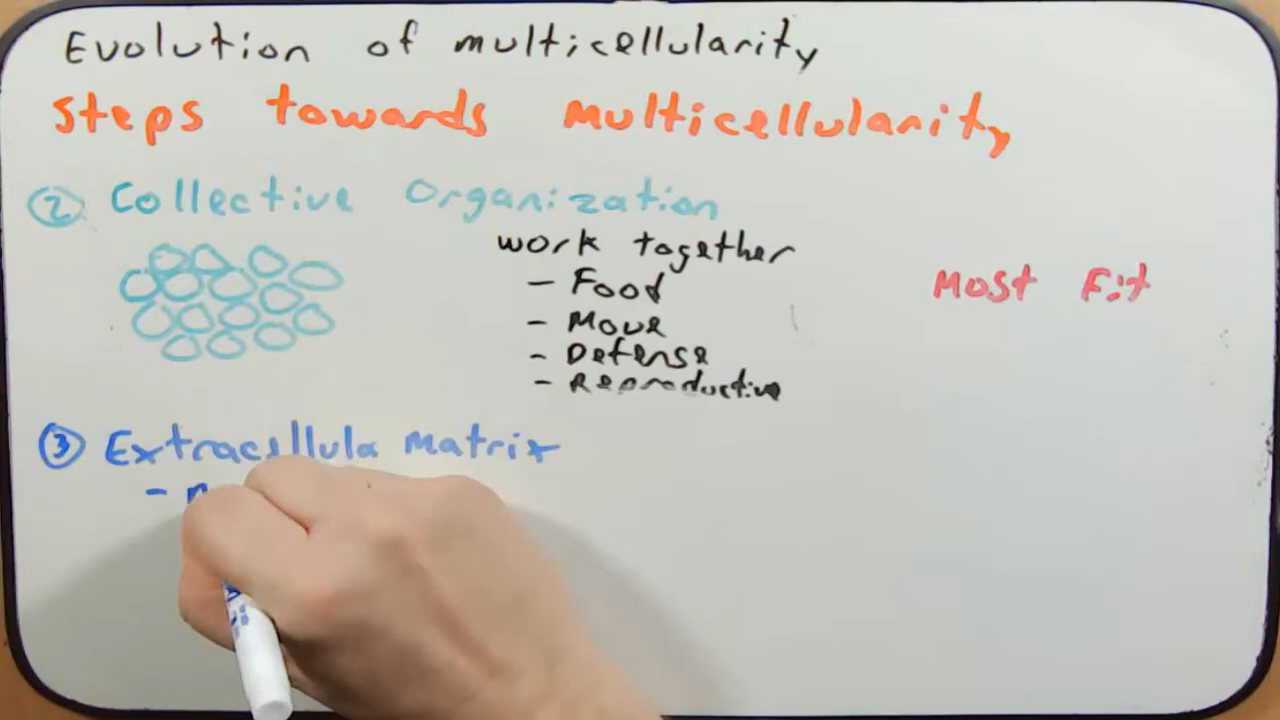 Evolution of multicellularity
Steps towards multicellularity
② Collective Organization
work together
- Food
- Move
- Defense
- Reproductive
Most Fit
③ Extracellula Matrix
-